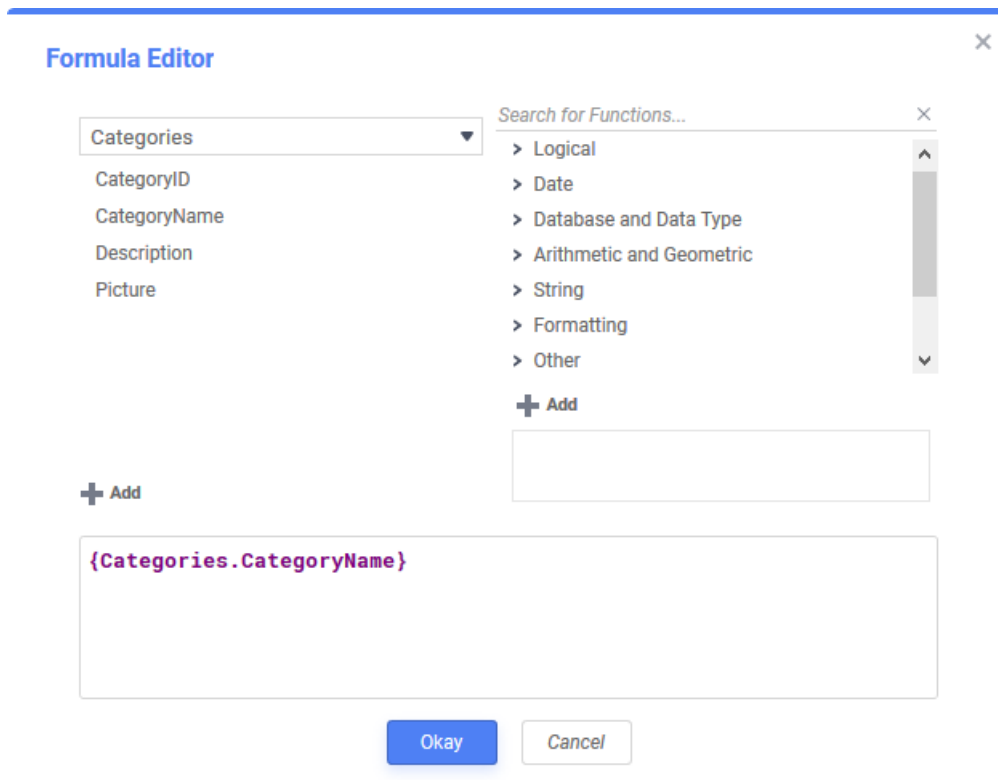 Formula Editor
Categories
CategoryID
CategoryName
Description
Picture
Add
Search for Functions...
Logical
Date
Database and Data Type
Arithmetic and Geometric
String
Formatting
Other
Add
{Categories.CategoryName}
Okay
Cancel